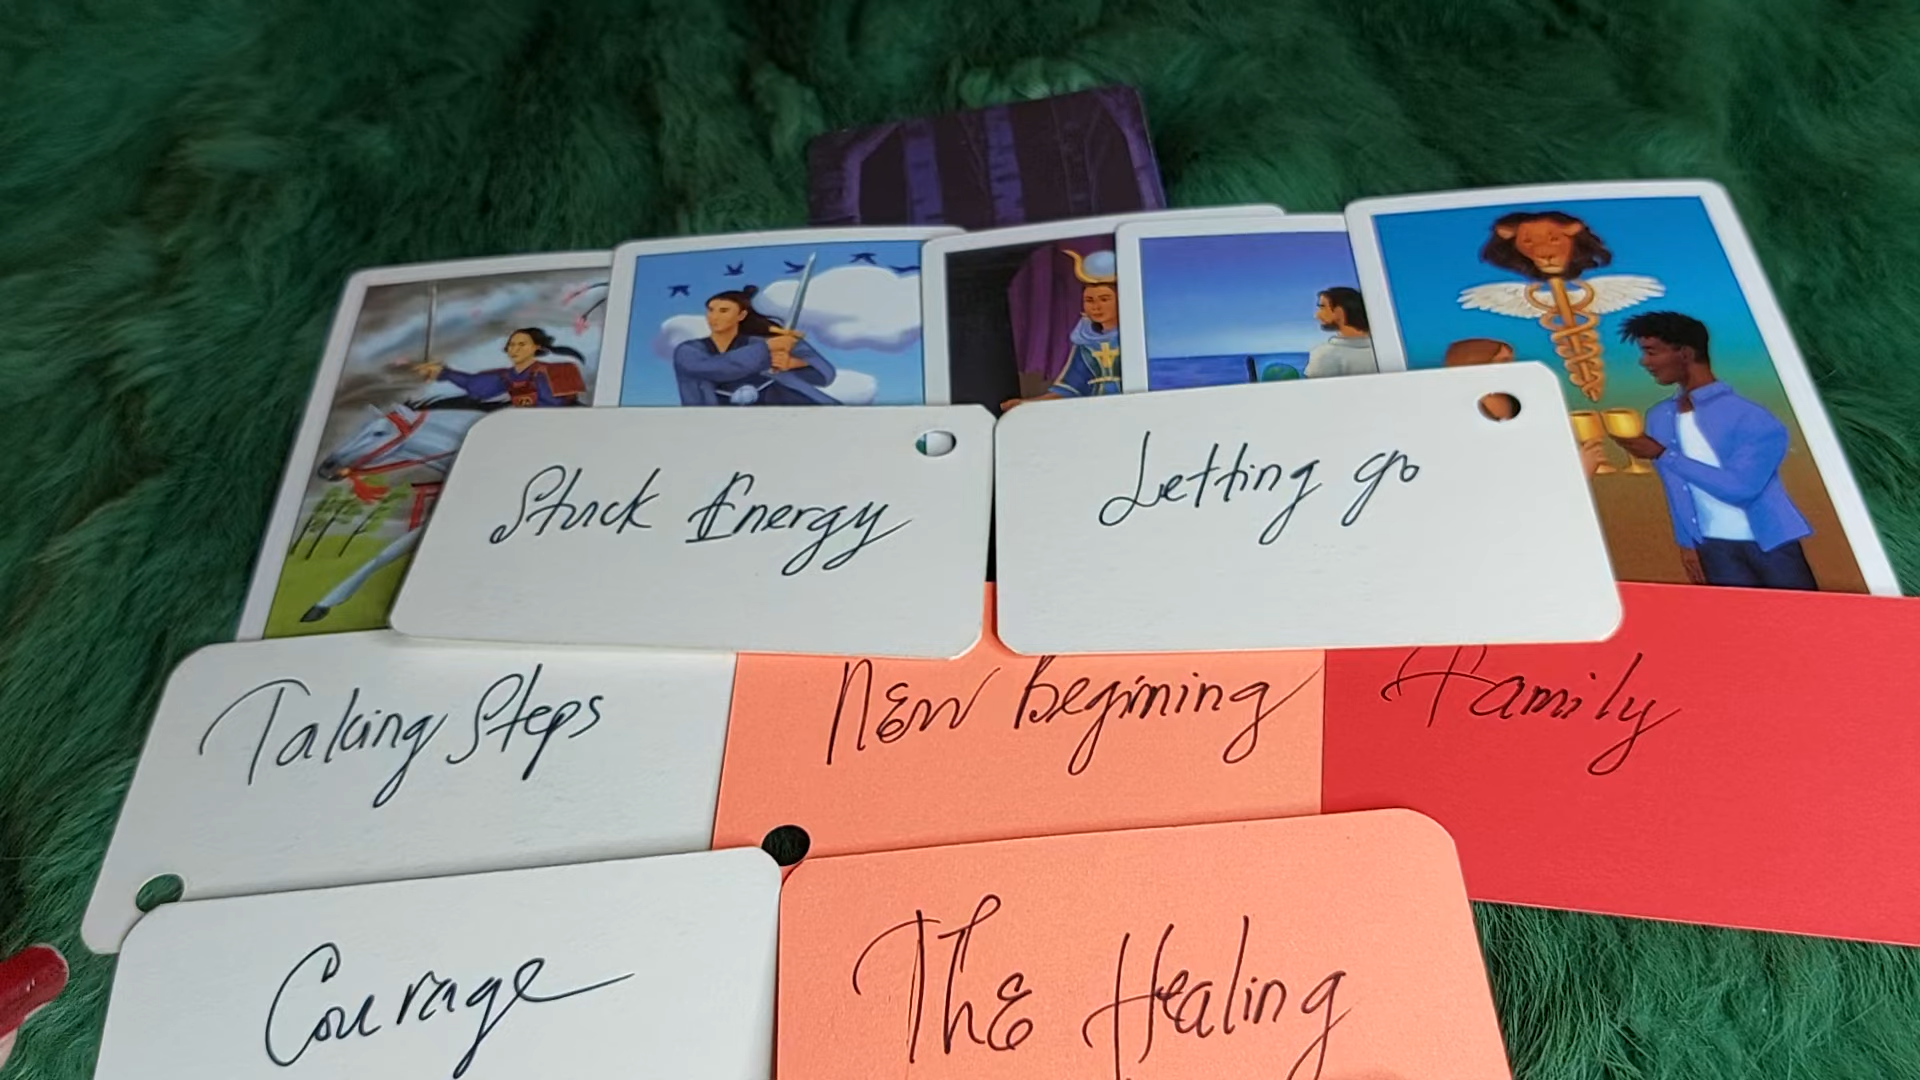 Stuck Energy
Letting go
Taking Steps
New Begining
Family
Courage
The Healing